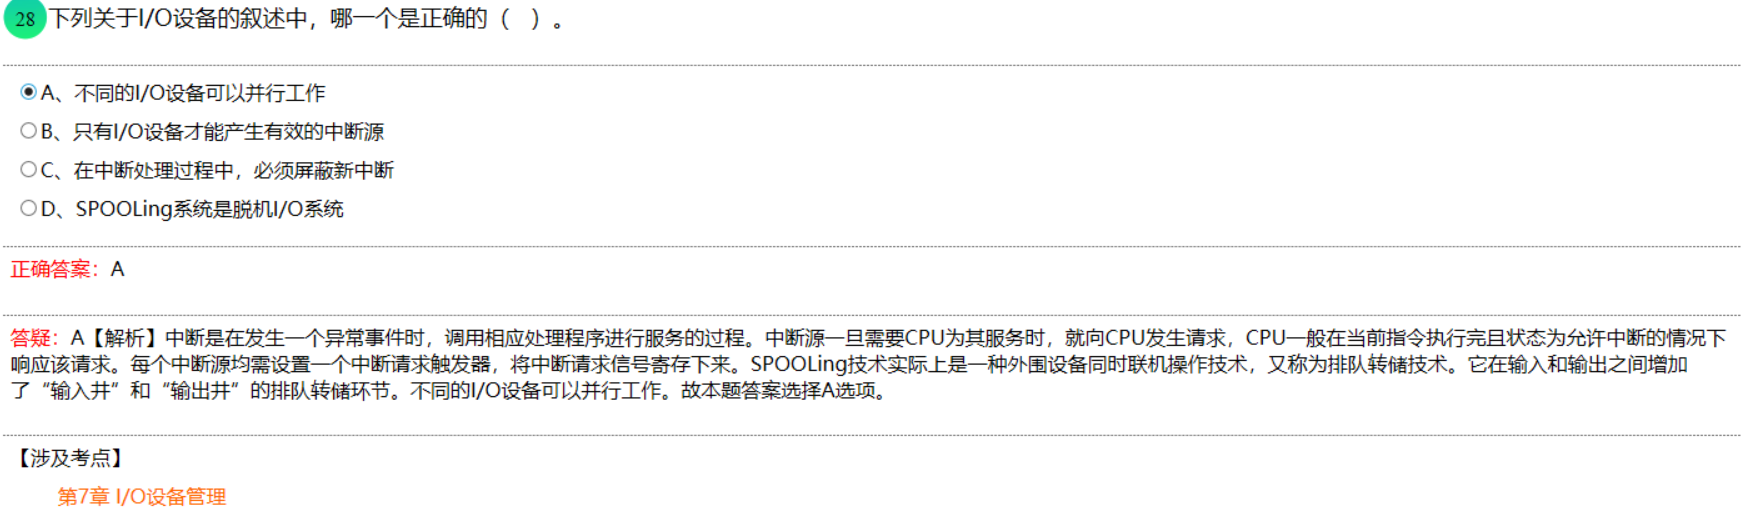 28 下列关于I/O设备的叙述中，哪一个是正确的（ ）。
A、不同的I/O设备可以并行工作
B、只有I/O设备才能产生有效的中断源
C、在中断处理过程中，必须屏蔽新中断
D、SPOOLing系统是脱机I/O系统
正确答案：A
答疑：A【解析】中断是在发生一个异常事件时，调用相应处理程序进行服务的过程。中断源一旦需要CPU为其服务时，就向CPU发生请求，CPU一般在当前指令执行完且状态为允许中断的情况下
响应该请求。每个中断源均需设置一个中断请求触发器，将中断请求信号寄存下来。SPOOLing技术实际上是一种外围设备同时联机操作技术，又称为排队转储技术。它在输入和输出之间增加
了“输入井”和“输出井”的排队转储环节。不同的I/O设备可以并行工作。故本题答案选择A选项。
【涉及考点】
第7章 I/O设备管理